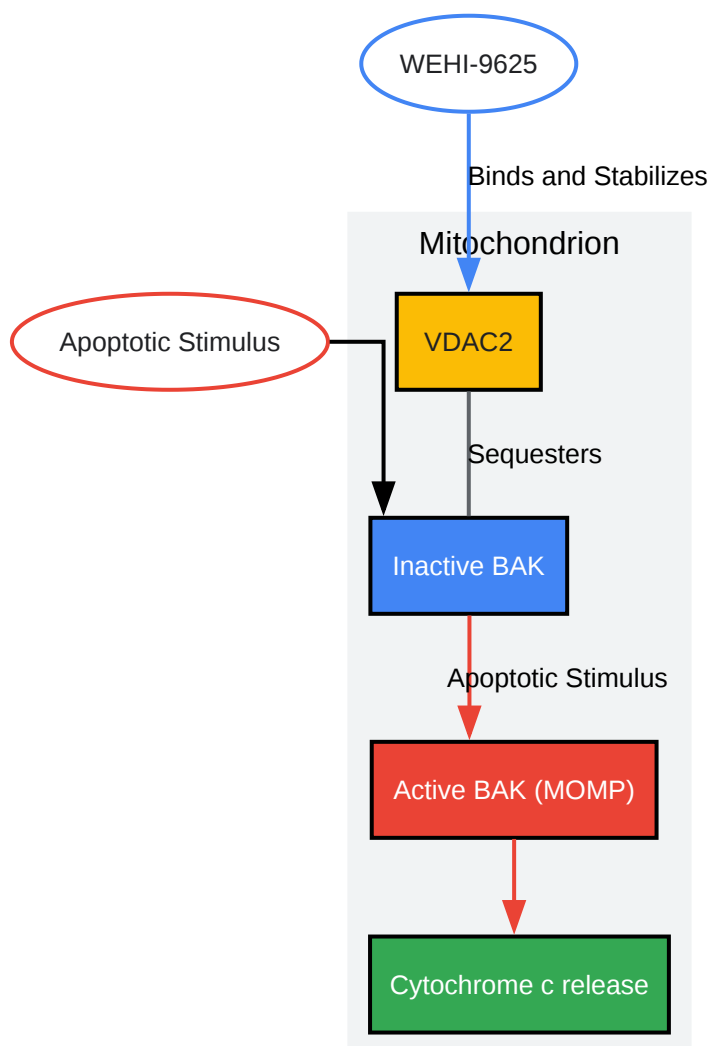 WEHI-9625
Binds and Stabilizes
Mitochondrion
Apoptotic Stimulus
VDAC2
Sequesters
Inactive BAK
Apoptotic Stimulus
Active BAK (MOMP)
Cytochrome c release